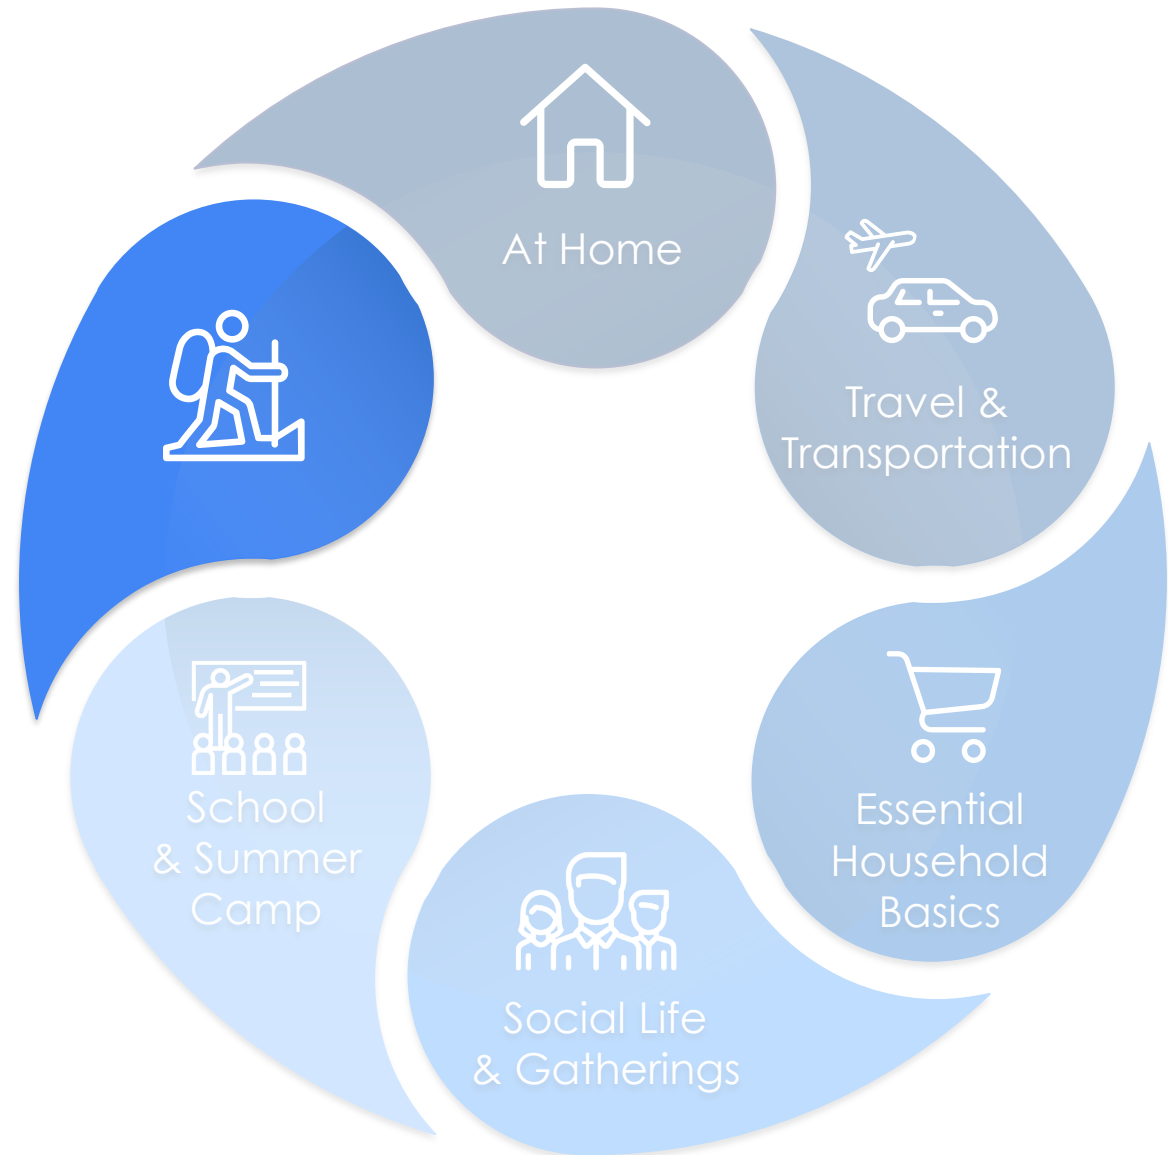 At Home
Travel &
Transportation
Essential
Household
Basics
Social Life
& Gatherings
School
& Summer
Camp